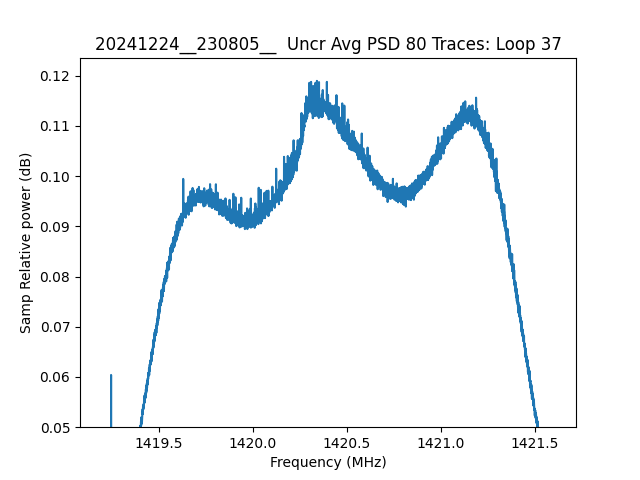 20241224__230805__  Uncr Avg PSD 80 Traces: Loop 37
0.12
0.11
0.10
0.09
0.08
0.07
0.06
0.05
Samp Relative power (dB)
1419.5 1420.0 1420.5 1421.0 1421.5
Frequency (MHz)